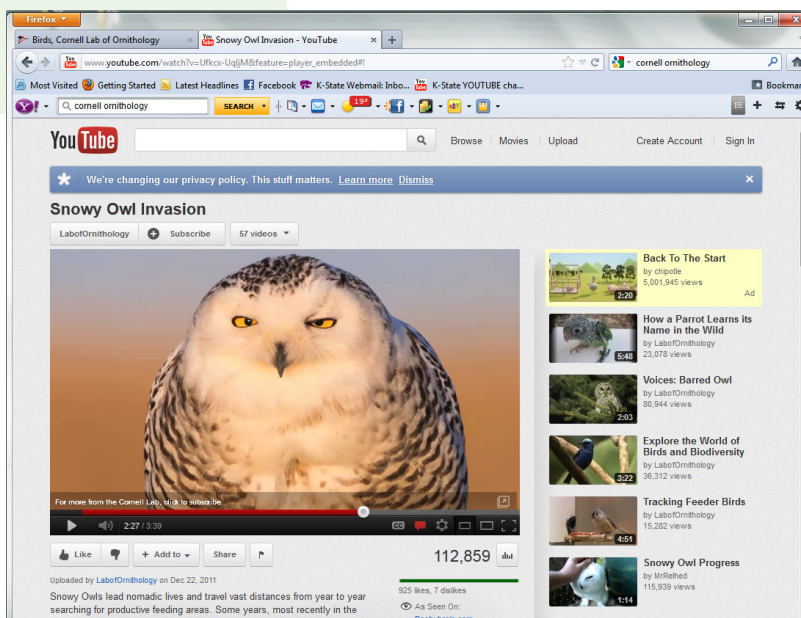 Firefox
Birds, Cornell Lab of Ornithology
Snowy Owl Invasion - YouTube
www.youtube.com/watch?v=Ufkcx-UqljM&feature=player_embedded#!
cornell ornithology
Most Visited Getting Started Latest Headlines Facebook K-State Webmail: Inbo... K-State YOUTUBE cha... Bookmar
Y! cornell ornithology SEARCH 19°
YouTube Browse Movies Upload Create Account Sign In
We're changing our privacy policy. This stuff matters. Learn more Dismiss
Snowy Owl Invasion
LabofOrnithology Subscribe 57 videos
For more from the Cornell Lab, click to subscribe
2:27 / 3:39 CC
Like Add to Share 112,859
Uploaded by LabofOrnithology on Dec 22, 2011
Snowy Owls lead nomadic lives and travel vast distances from year to year
searching for productive feeding areas. Some years, most recently in the
925 likes, 7 dislikes
As Seen On:
Back To The Start
by chipotle
5,001,945 views
Ad
2:20
How a Parrot Learns its
Name in the Wild
by LabofOrnithology
23,078 views
5:48
Voices: Barred Owl
by LabofOrnithology
80,944 views
2:03
Explore the World of
Birds and Biodiversity
by LabofOrnithology
36,312 views
3:22
Tracking Feeder Birds
by LabofOrnithology
15,282 views
4:51
Snowy Owl Progress
by MrRelhed
115,939 views
1:14